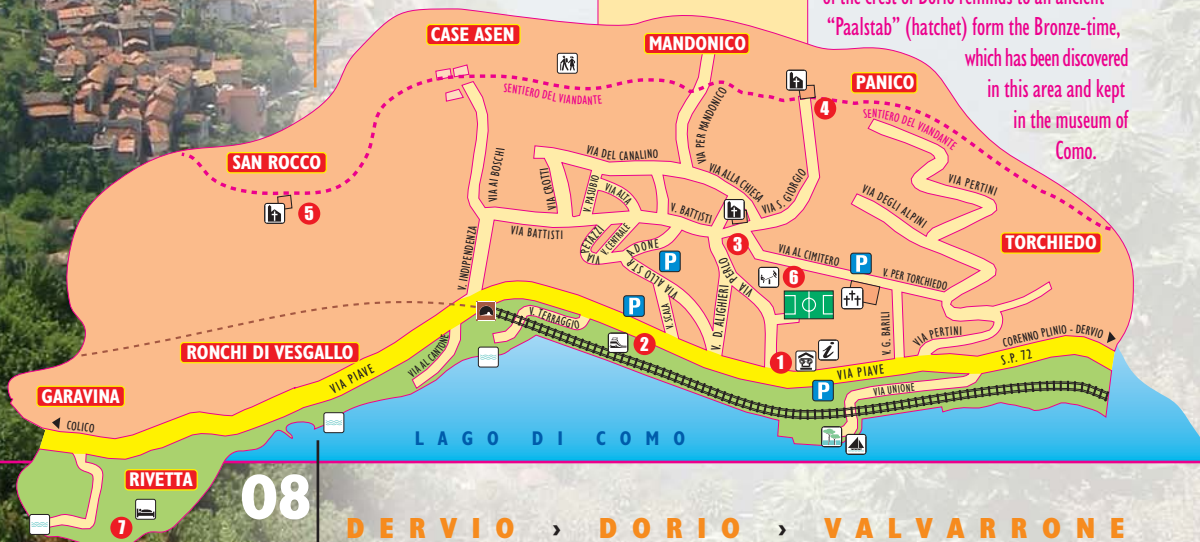 of the crest of Dorio reminds to an ancient
“Paalstab” (hatchet) form the Bronze-time,
which has been discovered
in this area and kept
in the museum of
Como.
CASE ASEN
MANDONICO
PANICO
4
SENTIERO DEL VIANDANTE
SENTIERO DEL VIANDANTE
SAN ROCCO
5
VIA AI BOSCHI
VIA DEL CANALINO
VIA PER MANDONICO
VIA CROTTI
V. PASUBIO
VIA ALTA
VIA ALLA CHIESA
VIA S. GIORGIO
VIA PERTINI
VIA DEGLI ALPINI
TORCHIEDO
VIA BATTISTI
V. BATTISTI
V. CENTRALE
VIA
ADONE
3
VIA AL CIMITERO
V. PER TORCHIEDO
V. INDIPENDENZA
P
P
P
6
VIA PERLO
V. D. ALIGHIERI
V. SCALA
V. TERRAGGIO
2
V. G. BARILI
VIA PERTINI
CORENNO PLINIO - DERVIO
S.P. 72
RONCHI DI VESGALLO
VIA AL CANTONE
VIA PIAVE
1
i
VIA PIAVE
P
VIA UNIONE
GARAVINA
COLICO
LAGO DI COMO
RIVETTA
7
08
DERVIO › DORIO › VALVARRONE